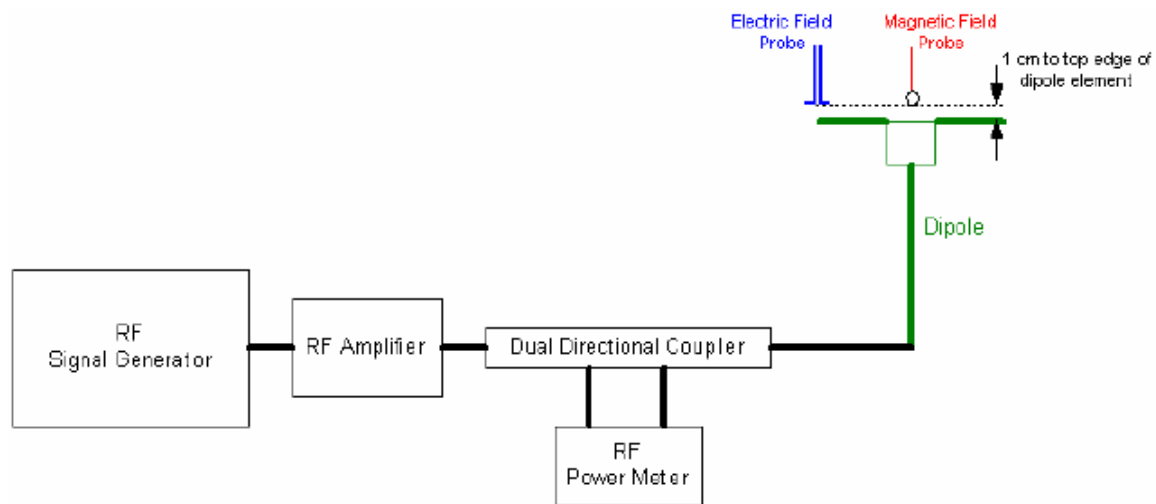 Electric Field
Probe
Magnetic Field
Probe
1 cm to top edge of
dipole element
Dipole
RF
Signal Generator
RF Amplifier
Dual Directional Coupler
RF
Power Meter